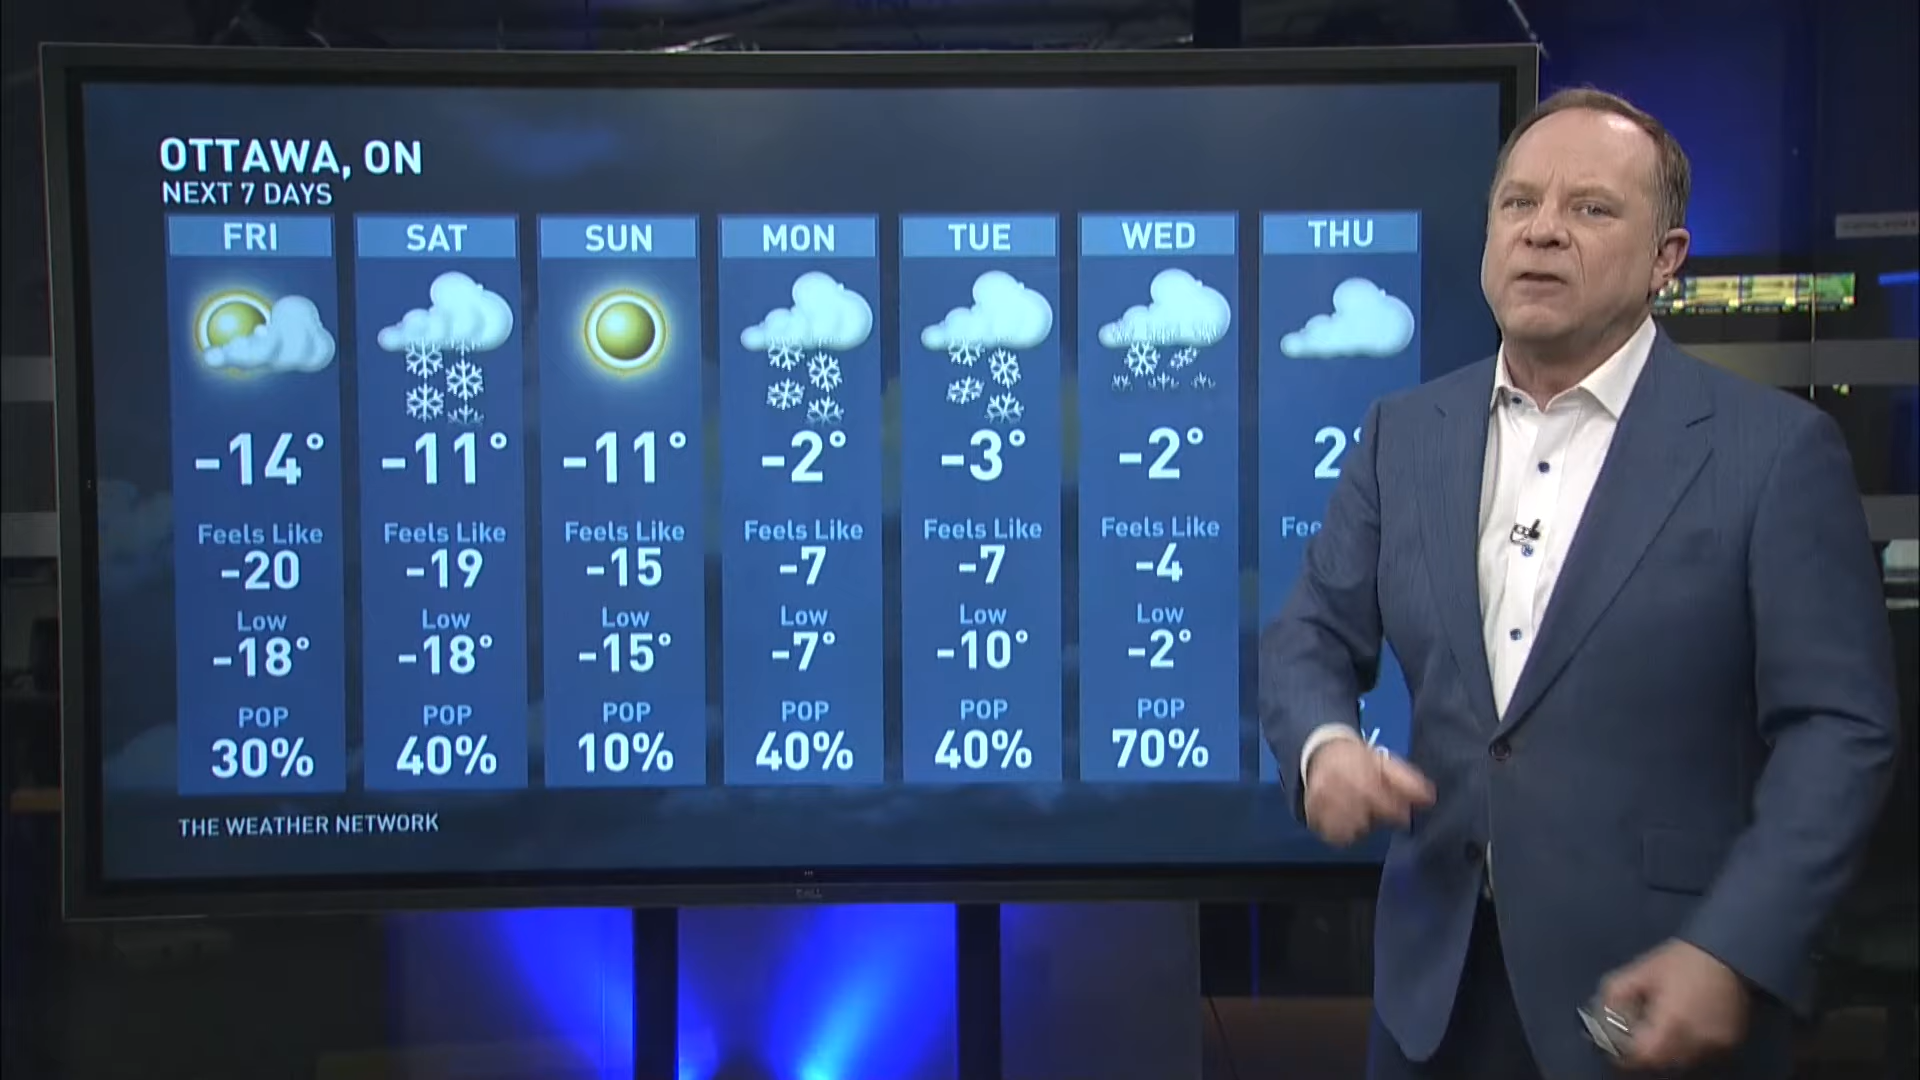 OTTAWA, ON
NEXT 7 DAYS
FRI SAT SUN MON TUE WED THU
-14° -11° -11° -2° -3° -2° 2°
Feels Like Feels Like Feels Like Feels Like Feels Like Feels Like
-20 -19 -15 -7 -7 -4
Low Low Low Low Low Low
-18° -18° -15° -7° -10° -2°
POP POP POP POP POP POP
30% 40% 10% 40% 40% 70% %
THE WEATHER NETWORK